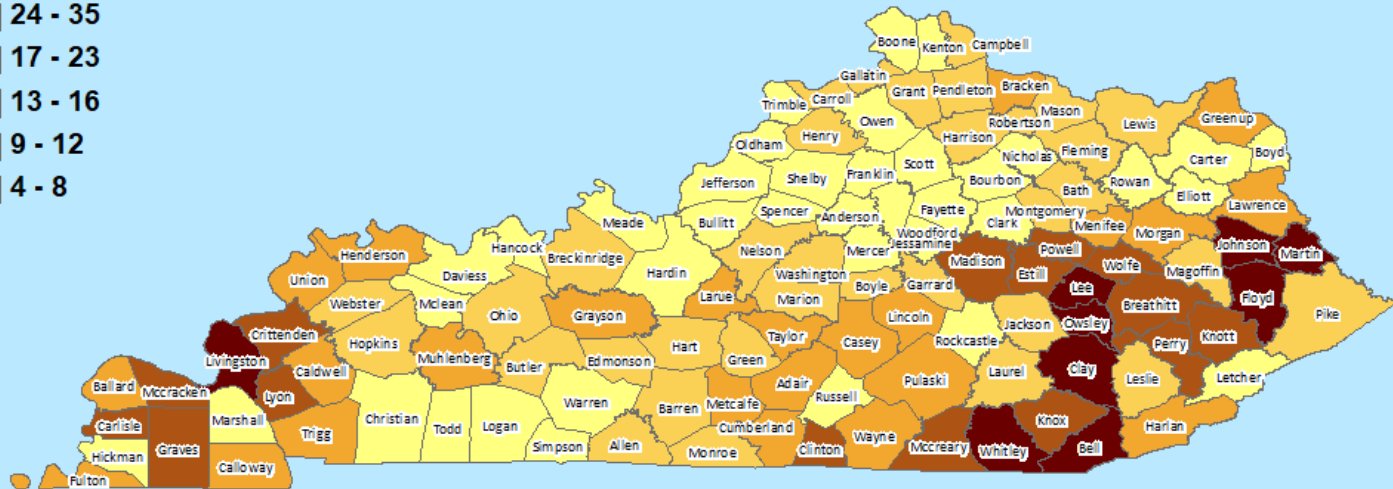 24 - 35
17 - 23
13 - 16
9 - 12
4 - 8
Boone
Kenton
Campbell
Gallatin
Grant
Pendleton
Bracken
Trimble
Carroll
Owen
Robertson
Mason
Lewis
Greenup
Oldham
Henry
Harrison
Nicholas
Fleming
Carter
Boyd
Jefferson
Shelby
Franklin
Scott
Bourbon
Bath
Rowan
Elliott
Lawrence
Meade
Bullitt
Spencer
Anderson
Fayette
Clark
Montgomery
Menifee
Morgan
Woodford
Jessamine
Hancock
Henderson
Daviess
Breckinridge
Hardin
Nelson
Washington
Mercer
Madison
Powell
Estill
Wolfe
Magoffin
Johnson
Martin
Union
Webster
Mclean
Ohio
Grayson
Larue
Marion
Boyle
Garrard
Lee
Breathitt
Floyd
Pike
Crittenden
Hopkins
Muhlenberg
Butler
Edmonson
Hart
Green
Taylor
Casey
Lincoln
Rockcastle
Jackson
Owsley
Perry
Knott
Livingston
Caldwell
Ballard
Mccracken
Lyon
Marshall
Christian
Todd
Logan
Warren
Barren
Metcalfe
Adair
Russell
Pulaski
Laurel
Clay
Leslie
Letcher
Carlisle
Hickman
Graves
Calloway
Trigg
Simpson
Allen
Monroe
Cumberland
Clinton
Wayne
Mccreary
Whitley
Knox
Bell
Harlan
Fulton